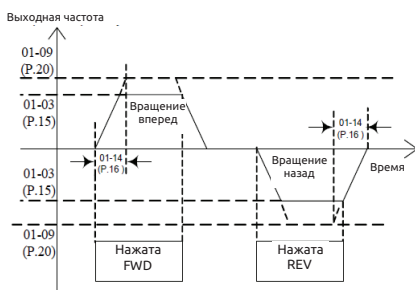 Выходная частота
01-09
(P.20)
01-03
(P.15)
Вращение
вперед
01-14
(P.16 )
01-14
(P.16 )
Вращение
назад
Время
01-03
(P.15)
01-09
(P.20)
Нажата
FWD
Нажата
REV